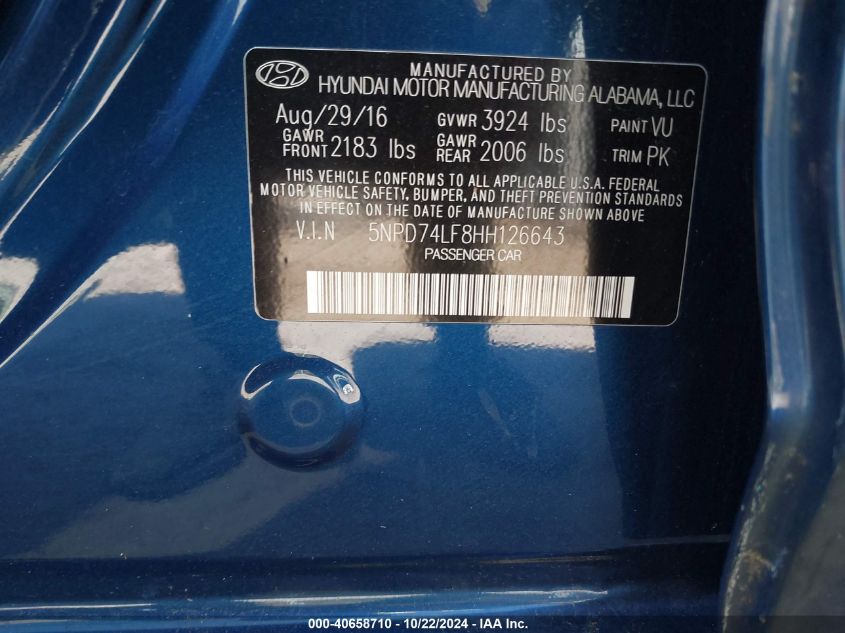 MANUFACTURED BY
HYUNDAI MOTOR MANUFACTURING ALABAMA, LLC
Aug/29/16 GVWR 3924 lbs PAINT VU
GAWR FRONT 2183 lbs GAWR REAR 2006 lbs TRIM PK
THIS VEHICLE CONFORMS TO ALL APPLICABLE U.S.A. FEDERAL
MOTOR VEHICLE SAFETY, BUMPER, AND THEFT PREVENTION STANDARDS
IN EFFECT ON THE DATE OF MANUFACTURE SHOWN ABOVE
V.I.N 5NPD74LF8HH126643
PASSENGER CAR
000-40658710 - 10/22/2024 - IAA Inc.